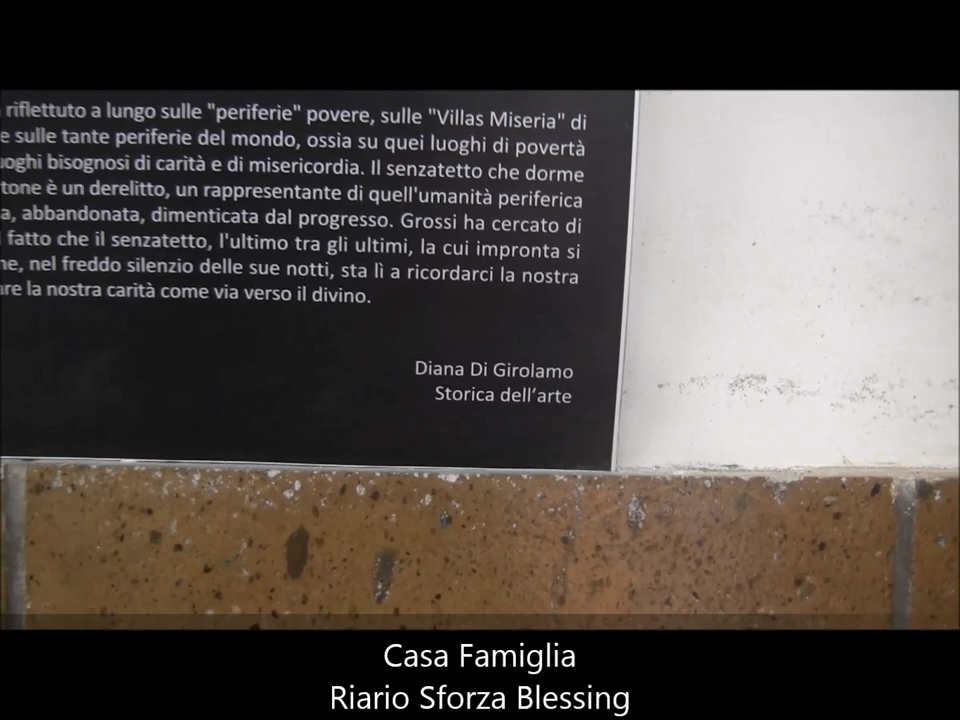 riflettuto a lungo sulle "periferie" povere, sulle "Villas Miseria" di
e sulle tante periferie del mondo, ossia su quei luoghi di povertà
uoghi bisognosi di carità e di misericordia. Il senzatetto che dorme
tone è un derelitto, un rappresentante di quell'umanità periferica
a, abbandonata, dimenticata dal progresso. Grossi ha cercato di
fatto che il senzatetto, l'ultimo tra gli ultimi, la cui impronta si
ne, nel freddo silenzio delle sue notti, sta lì a ricordarci la nostra
are la nostra carità come via verso il divino.
Diana Di Girolamo
Storica dell'arte
Casa Famiglia
Riario Sforza Blessing